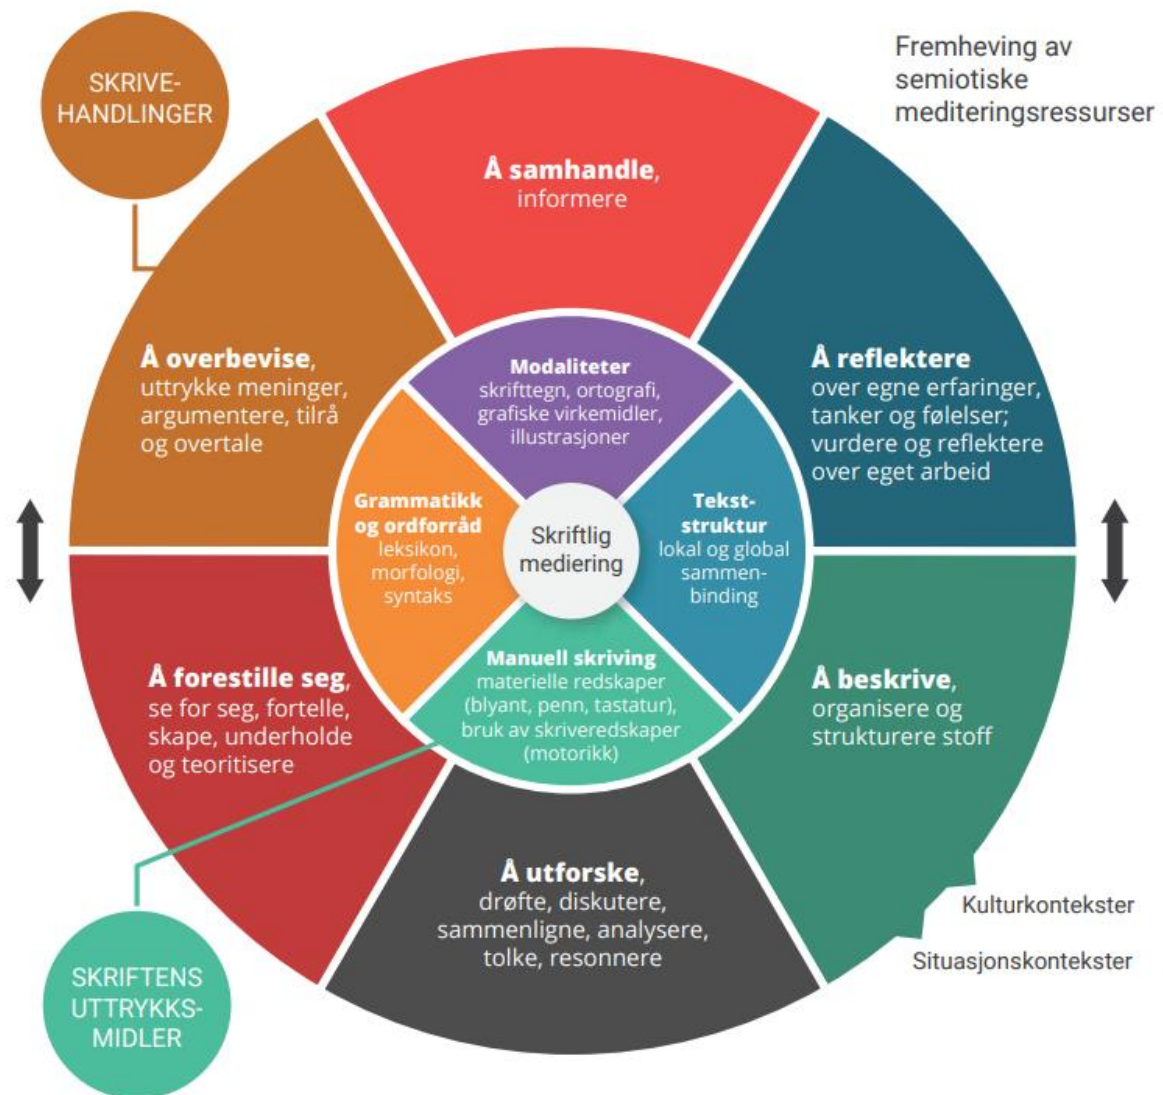 SKRIVE-
HANDLINGER
Fremheving av
semiotiske
mediteringsressurser
Å samhandle,
informere
Å overbevise,
uttrykke meninger,
argumentere, tilrå
og overtale
Å reflektere
over egne erfaringer,
tanker og følelser;
vurdere og reflektere
over eget arbeid
Modaliteter
skrifttegn, ortografi,
grafiske virkemidler,
illustrasjoner
Grammatikk
og ordforråd
leksikon,
morfologi,
syntaks
Skriftlig
mediering
Tekst-
struktur
lokal og global
sammen-
binding
Manuell skriving
materielle redskaper
(blyant, penn, tastatur),
bruk av skriveredskaper
(motorikk)
Å forestille seg,
se for seg, fortelle,
skape, underholde
og teoritisere
Å beskrive,
organisere og
strukturere stoff
Å utforske,
drøfte, diskutere,
sammenligne, analysere,
tolke, resonnere
Kulturkontekster
Situasjonskontekster
SKRIFTENS
UTTRYKKS-
MIDLER